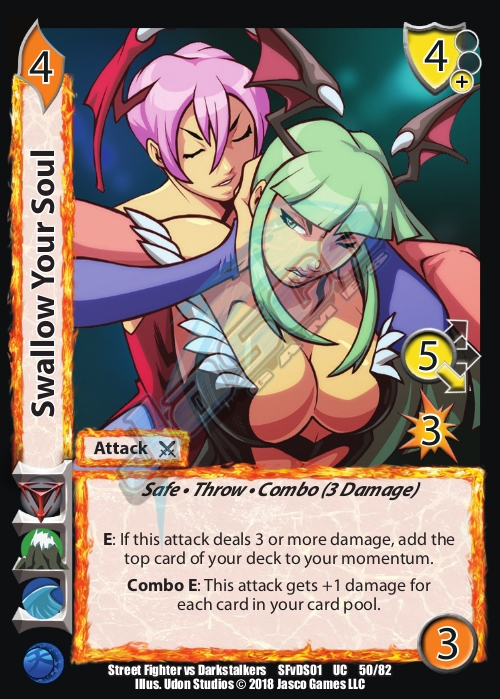 4
4
+
Swallow Your Soul
5
3
Attack
Safe • Throw • Combo (3 Damage)
E: If this attack deals 3 or more damage, add the
top card of your deck to your momentum.
Combo E: This attack gets +1 damage for
each card in your card pool.
3
Street Fighter vs Darkstalkers SFvDS01 UC 50/82
Illus. Udon Studios © 2018 Jasco Games LLC